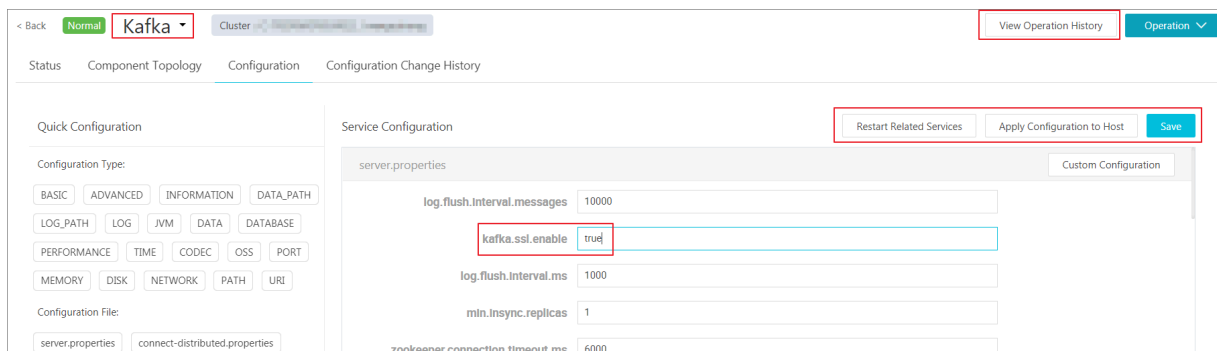 < Back Normal Kafka Cluster View Operation History Operation
Status Component Topology Configuration Configuration Change History
Quick Configuration
Configuration Type:
BASIC ADVANCED INFORMATION DATA_PATH
LOG_PATH LOG JVM DATA DATABASE
PERFORMANCE TIME CODEC OSS PORT
MEMORY DISK NETWORK PATH URI
Configuration File:
server.properties connect-distributed.properties
Service Configuration Restart Related Services Apply Configuration to Host Save
server.properties Custom Configuration
log.flush.interval.messages 10000
kafka.ssl.enable true
log.flush.interval.ms 1000
min.insync.replicas 1
zookeeper.connection.timeout.ms 6000